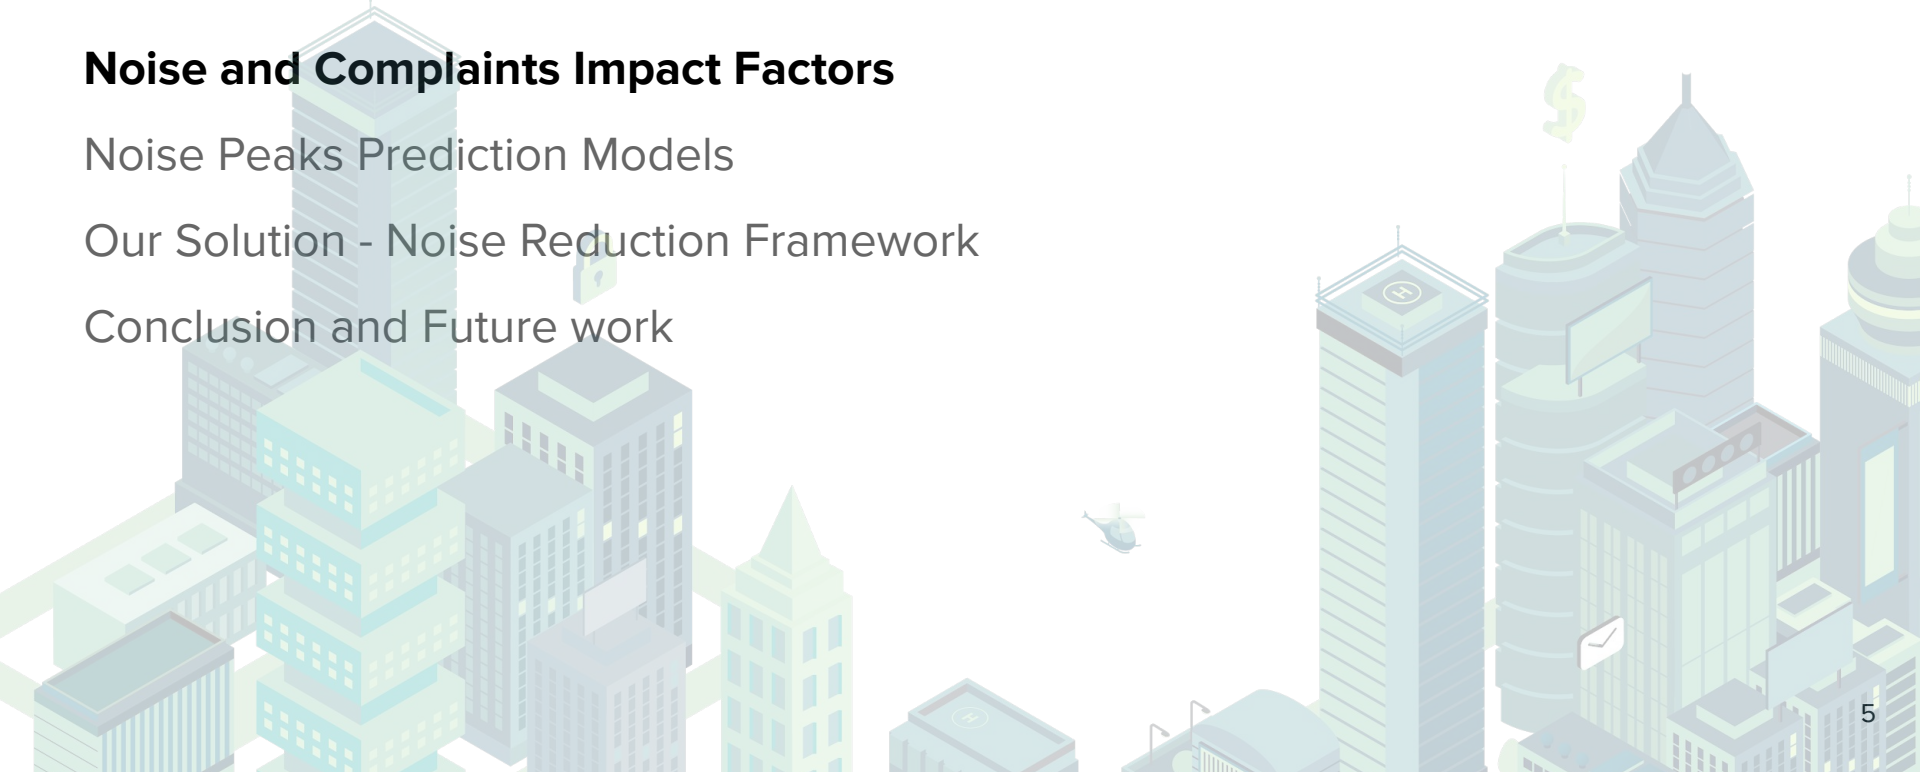 Noise and Complaints Impact Factors
Noise Peaks Prediction Models
Our Solution - Noise Reduction Framework
Conclusion and Future work
$
H
H
5